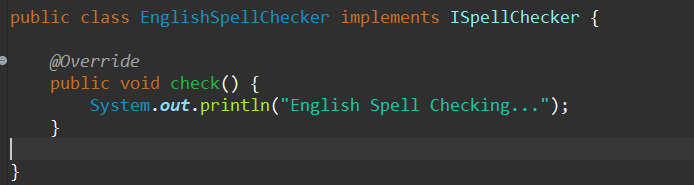 public class EnglishSpellChecker implements ISpellChecker {
@Override
public void check() {
System.out.println("English Spell Checking...");
}
}